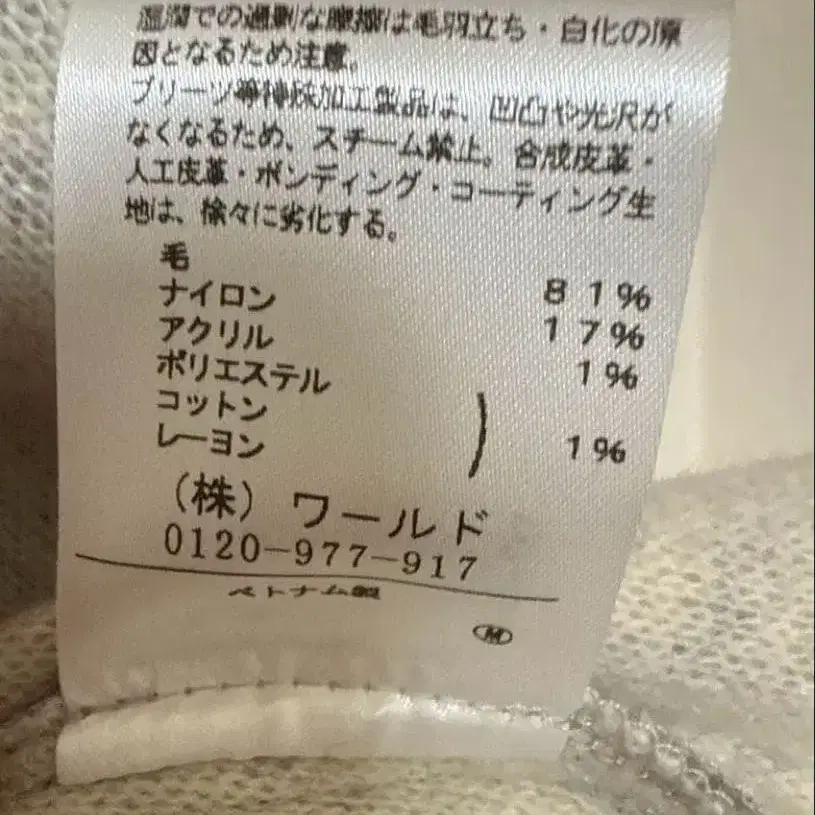 湿潤での過剰な摩擦は毛羽立ち・白化の原
因となるため注意。
プリーツ等特殊加工製品は、凹凸や光沢が
なくなるため、スチーム禁止。合成皮革・
人工皮革・ボンディング・コーティング生
地は、徐々に劣化する。
毛
ナイロン 81%
アクリル 17%
ポリエステル 1%
コットン
レーヨン ) 1%
(株) ワールド
0120-977-917
ベトナム製
M